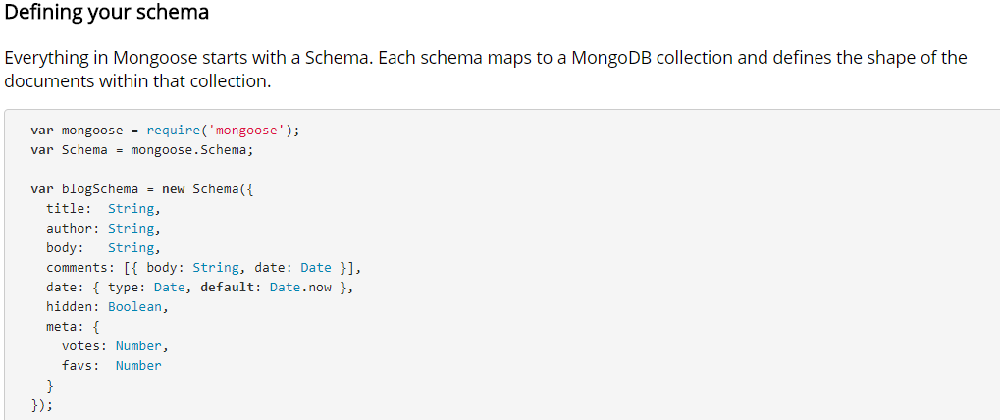 Defining your schema
Everything in Mongoose starts with a Schema. Each schema maps to a MongoDB collection and defines the shape of the
documents within that collection.
var mongoose = require('mongoose');
var Schema = mongoose.Schema;
var blogSchema = new Schema({
  title:  String,
  author: String,
  body:   String,
  comments: [{ body: String, date: Date }],
  date: { type: Date, default: Date.now },
  hidden: Boolean,
  meta: {
    votes: Number,
    favs:  Number
  }
});